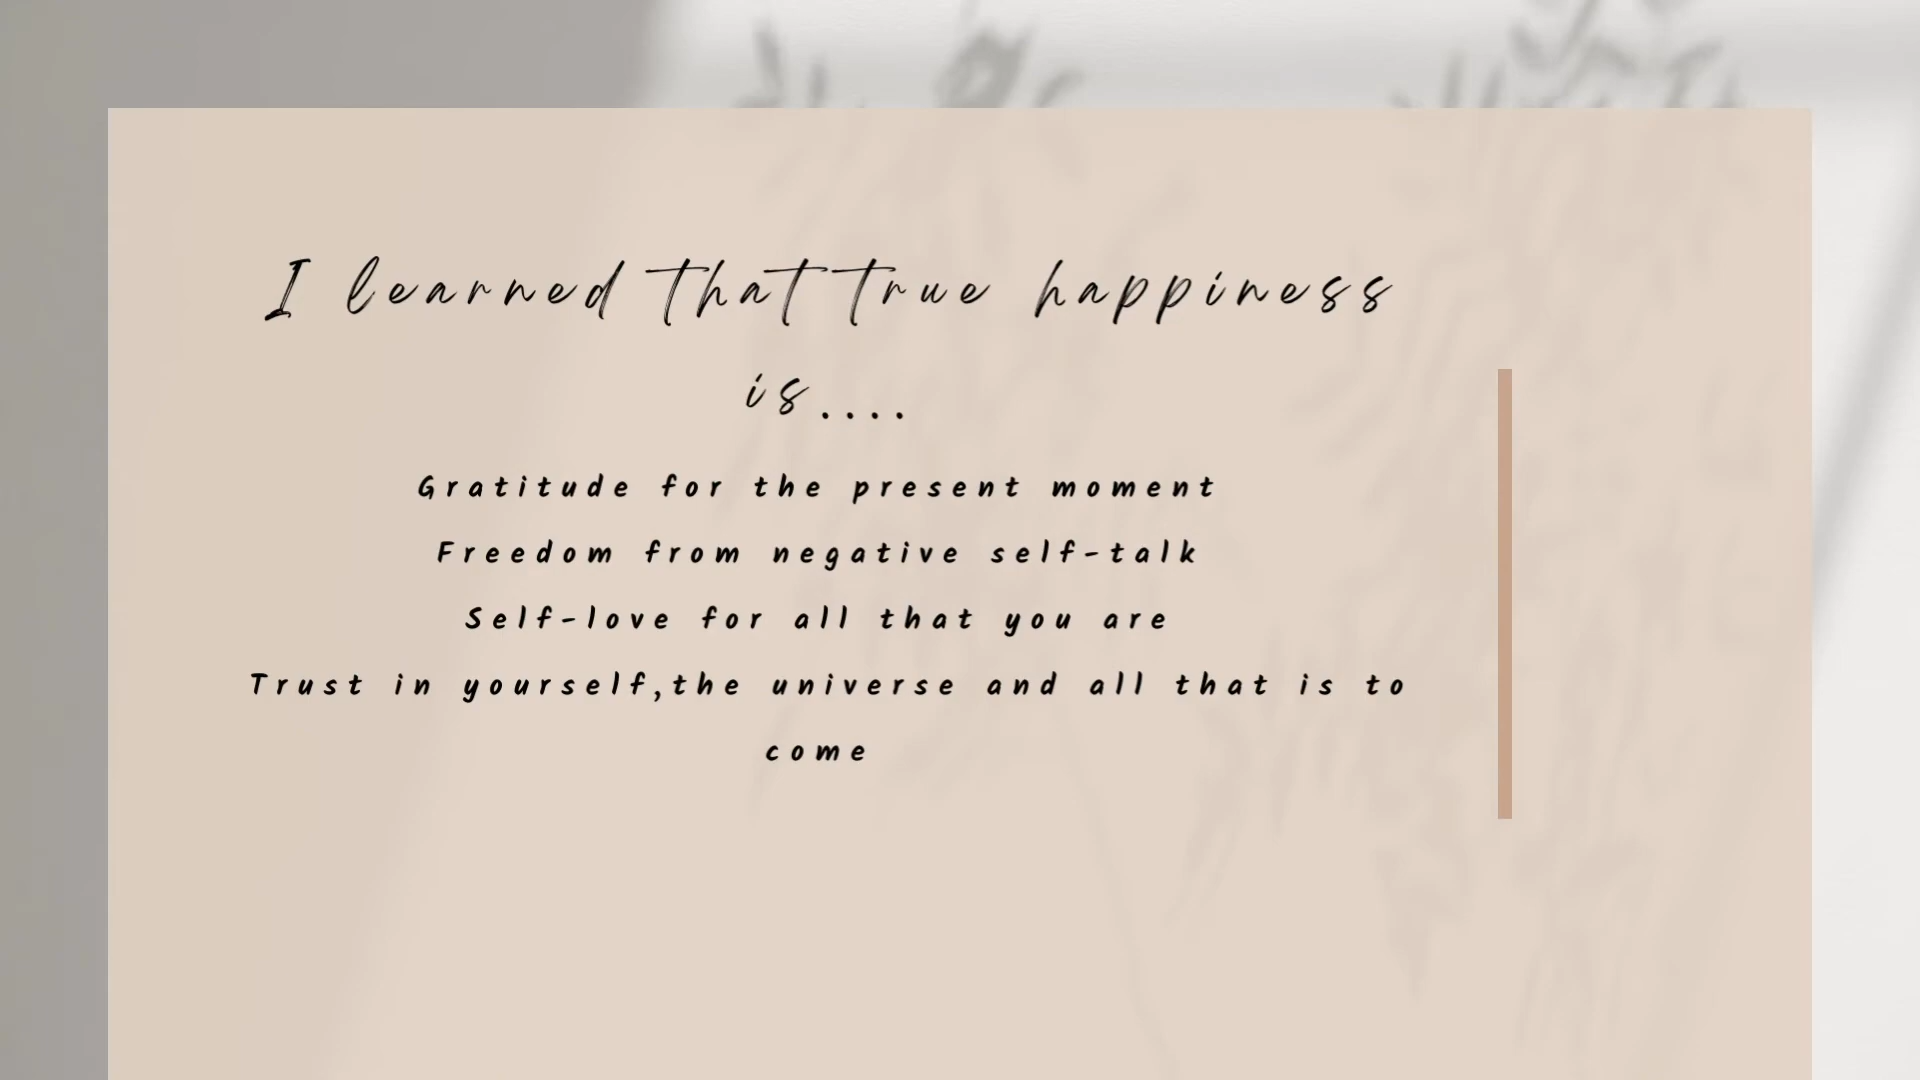 I learned that true happiness
is....
Gratitude for the present moment
Freedom from negative self-talk
Self-love for all that you are
Trust in yourself,the universe and all that is to
come